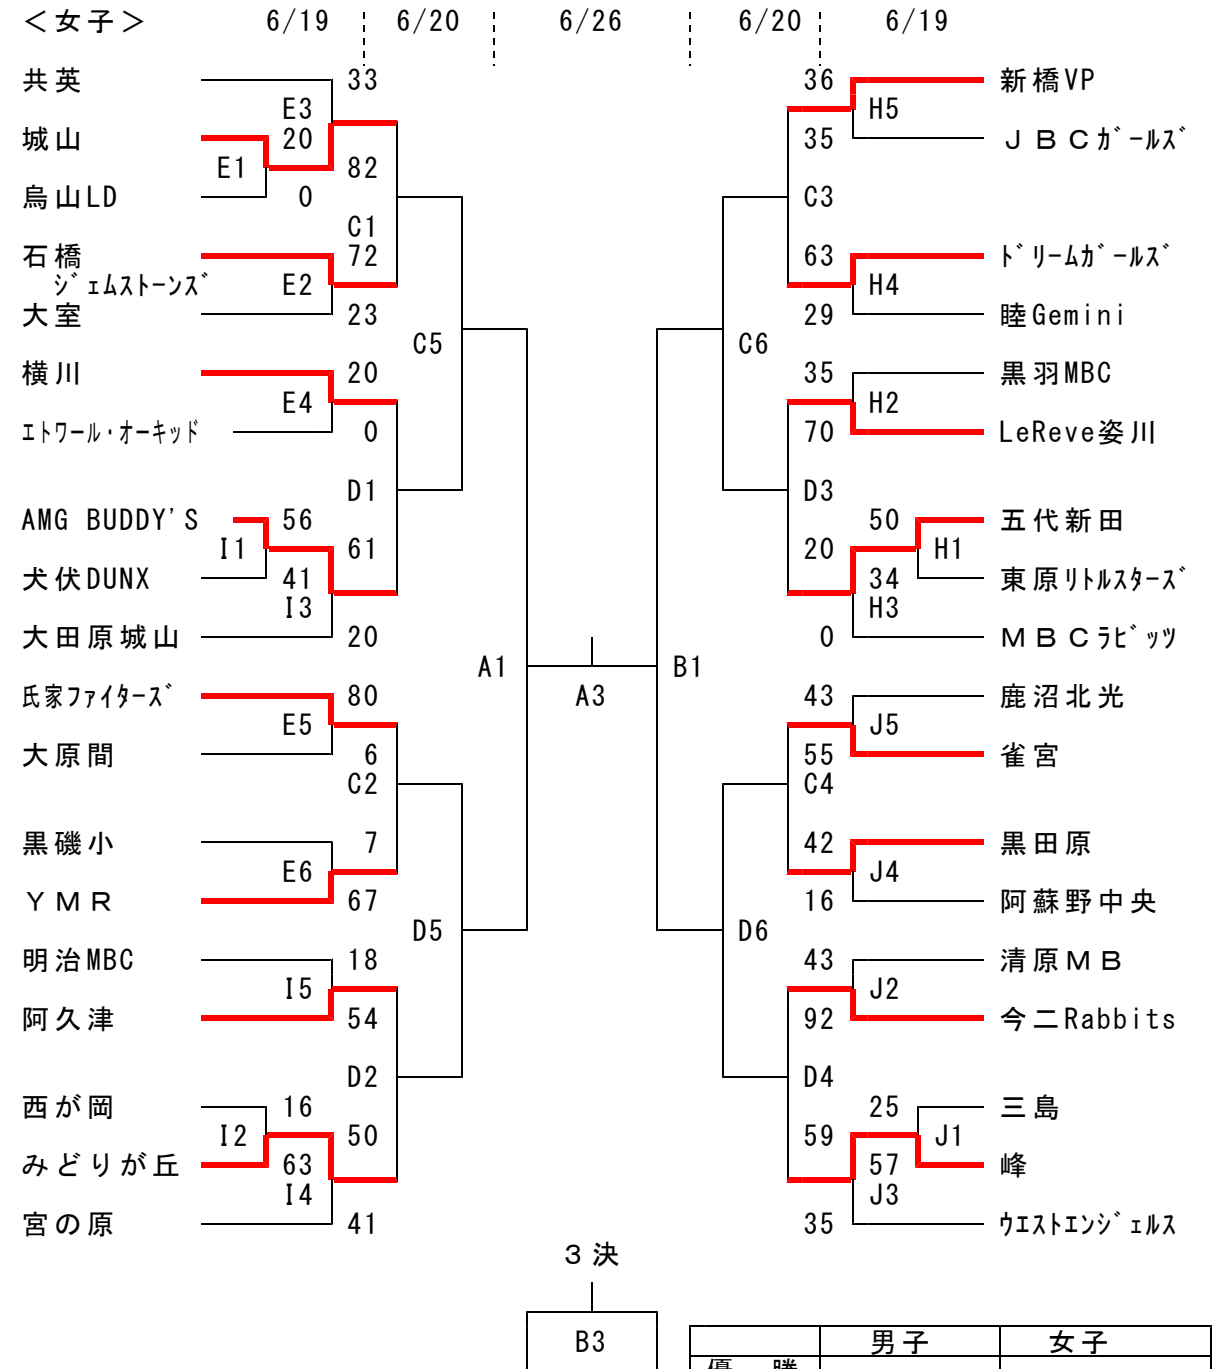 ＜女子＞ 6/19 6/20 6/26 6/20 6/19
共英 33 36 新橋VP
E3 H5
城山 20 35 ＪＢＣｶﾞｰﾙｽﾞ
E1 82
烏山LD 0 C3
C1
石橋 72 63 ﾄﾞﾘｰﾑｶﾞｰﾙｽﾞ
ｼﾞｪﾑｽﾄｰﾝｽﾞ E2 H4
大室 23 29 睦Gemini
C5 C6
横川 20 35 黒羽MBC
E4 H2
ｴﾄﾜｰﾙ･ｵｰｷｯﾄﾞ 0 70 LeReve姿川
D1 D3
AMG BUDDY'S 56 50 五代新田
I1 61 20 H1
犬伏DUNX 41 34 東原ﾘﾄﾙｽﾀｰｽﾞ
I3 H3
大田原城山 20 0 ＭＢＣﾗﾋﾞｯﾂ
A1 B1
氏家ﾌｧｲﾀｰｽﾞ 80 A3 43 鹿沼北光
E5 J5
大原間 6 55 雀宮
C2 C4
黒磯小 7 42 黒田原
E6 J4
ＹＭＲ 67 16 阿蘇野中央
D5 D6
明治MBC 18 43 清原ＭＢ
I5 J2
阿久津 54 92 今二Rabbits
D2 D4
西が岡 16 25 三島
I2 50 59 J1
みどりが丘 63 57 峰
I4 J3
宮の原 41 35 ｳｴｽﾄｴﾝｼﾞｪﾙｽ
３決
B3 男子 女子
優 勝